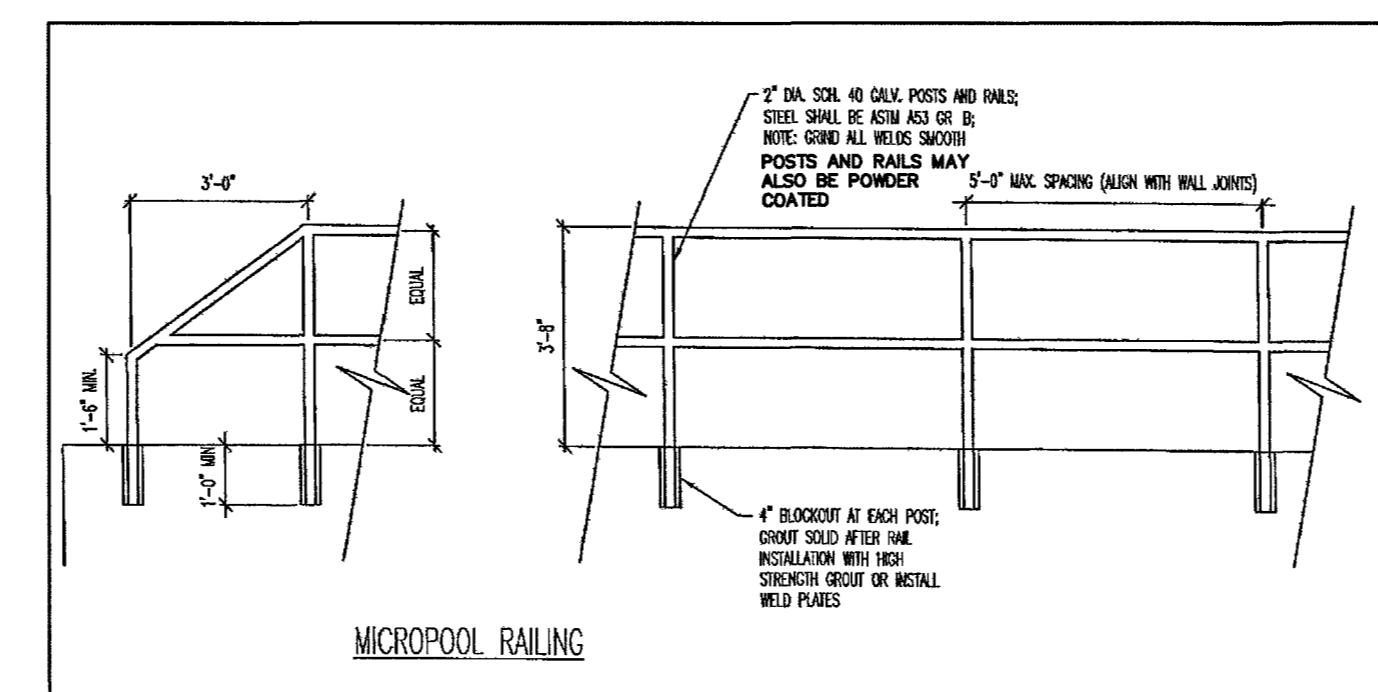 2" DIA. SCH. 40 GALV. POSTS AND RAILS;
STEEL SHALL BE ASTM A53 GR B;
NOTE: GRIND ALL WELDS SMOOTH
POSTS AND RAILS MAY
ALSO BE POWDER
COATED
5'-0" MAX. SPACING (ALIGN WITH WALL JOINTS)
3'-0"
EQUAL
EQUAL
1'-6" MIN.
1'-0" MIN
3'-8"
4" BLOCKOUT AT EACH POST;
GROUT SOLID AFTER RAIL
INSTALLATION WITH HIGH
STRENGTH GROUT OR INSTALL
WELD PLATES
MICROPOOL RAILING